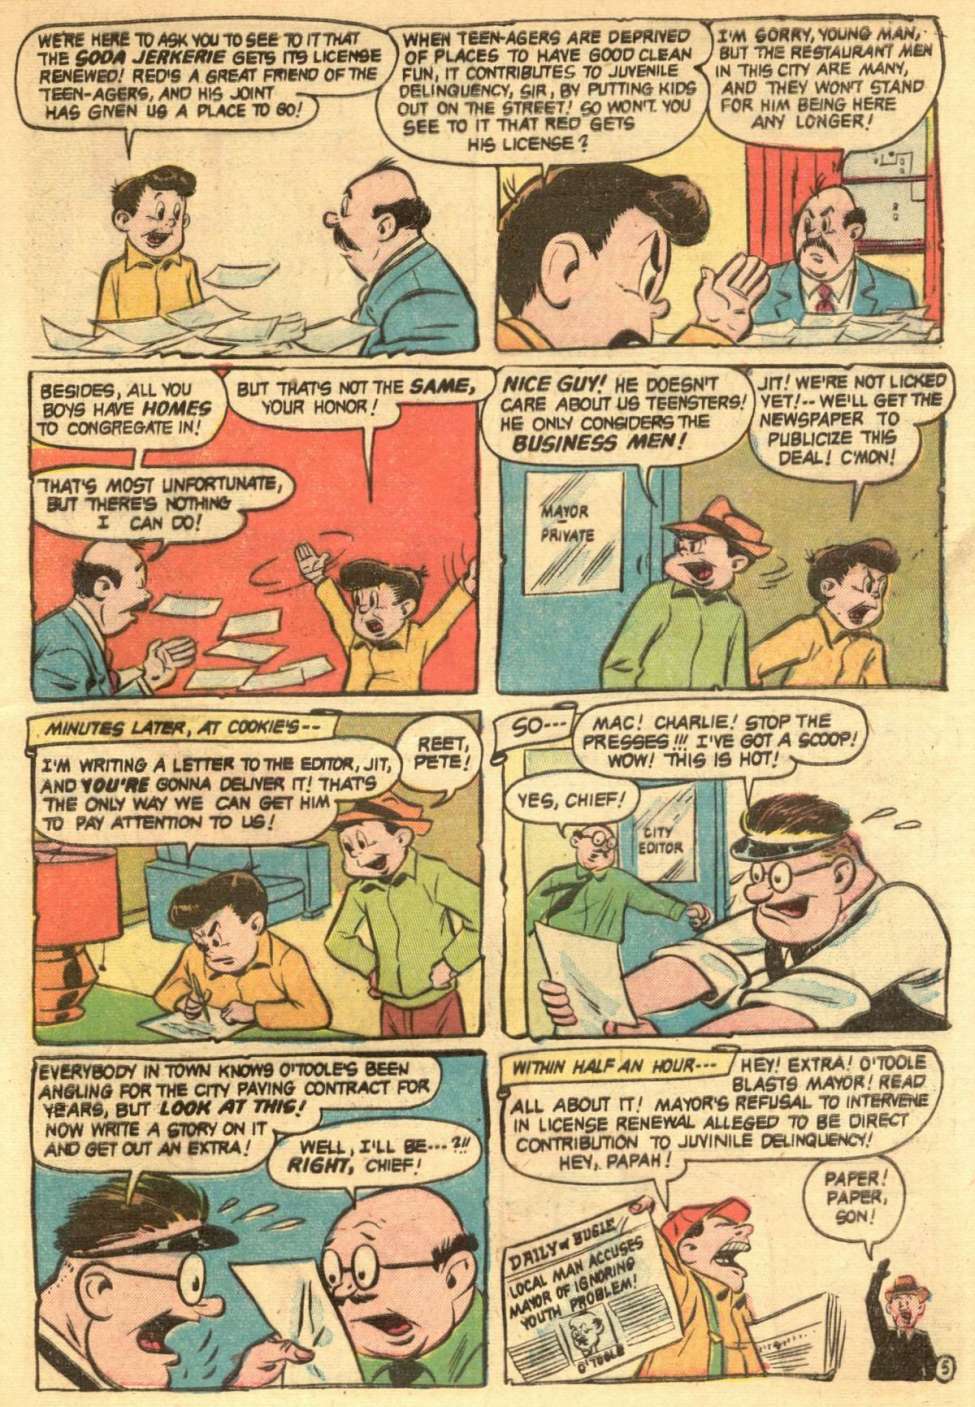 WE'RE HERE TO ASK YOU TO SEE TO IT THAT
THE SODA JERKERIE GETS ITS LICENSE
RENEWED! RED'S A GREAT FRIEND OF THE
TEEN-AGERS, AND HIS JOINT
HAS GIVEN US A PLACE TO GO!
WHEN TEEN-AGERS ARE DEPRIVED
OF PLACES TO HAVE GOOD CLEAN
FUN, IT CONTRIBUTES TO JUVENILE
DELINQUENCY, SIR, BY PUTTING KIDS
OUT ON THE STREET! SO WON'T YOU
SEE TO IT THAT RED GETS
HIS LICENSE?
I'M SORRY, YOUNG MAN,
BUT THE RESTAURANT MEN
IN THIS CITY ARE MANY,
AND THEY WON'T STAND
FOR HIM BEING HERE
ANY LONGER!
BESIDES, ALL YOU
BOYS HAVE HOMES
TO CONGREGATE IN!
BUT THAT'S NOT THE SAME,
YOUR HONOR!
THAT'S MOST UNFORTUNATE,
BUT THERE'S NOTHING
I CAN DO!
NICE GUY! HE DOESN'T
CARE ABOUT US TEENSTERS!
HE ONLY CONSIDERS THE
BUSINESS MEN!
JIT! WE'RE NOT LICKED
YET!-- WE'LL GET THE
NEWSPAPER TO
PUBLICIZE THIS
DEAL! C'MON!
MAYOR
PRIVATE
MINUTES LATER, AT COOKIE'S--
I'M WRITING A LETTER TO THE EDITOR, JIT,
AND YOU'RE GONNA DELIVER IT! THAT'S
THE ONLY WAY WE CAN GET HIM
TO PAY ATTENTION TO US!
REET,
PETE!
SO---
MAC! CHARLIE! STOP THE
PRESSES!!! I'VE GOT A SCOOP!
WOW! THIS IS HOT!
YES, CHIEF!
CITY
EDITOR
EVERYBODY IN TOWN KNOWS O'TOOLE'S BEEN
ANGLING FOR THE CITY PAVING CONTRACT FOR
YEARS, BUT LOOK AT THIS!
NOW WRITE A STORY ON IT
AND GET OUT AN EXTRA!
WELL, I'LL BE---?!!
RIGHT, CHIEF!
WITHIN HALF AN HOUR---
HEY! EXTRA! O'TOOLE
BLASTS MAYOR! READ
ALL ABOUT IT! MAYOR'S REFUSAL TO INTERVENE
IN LICENSE RENEWAL ALLEGED TO BE DIRECT
CONTRIBUTION TO JUVINILE DELINQUENCY!
HEY, PAPAH!
PAPER!
PAPER,
SON!
DAILY BUGLE
LOCAL MAN ACCUSES
MAYOR OF IGNORING
YOUTH PROBLEM!
O'TOOLE
5